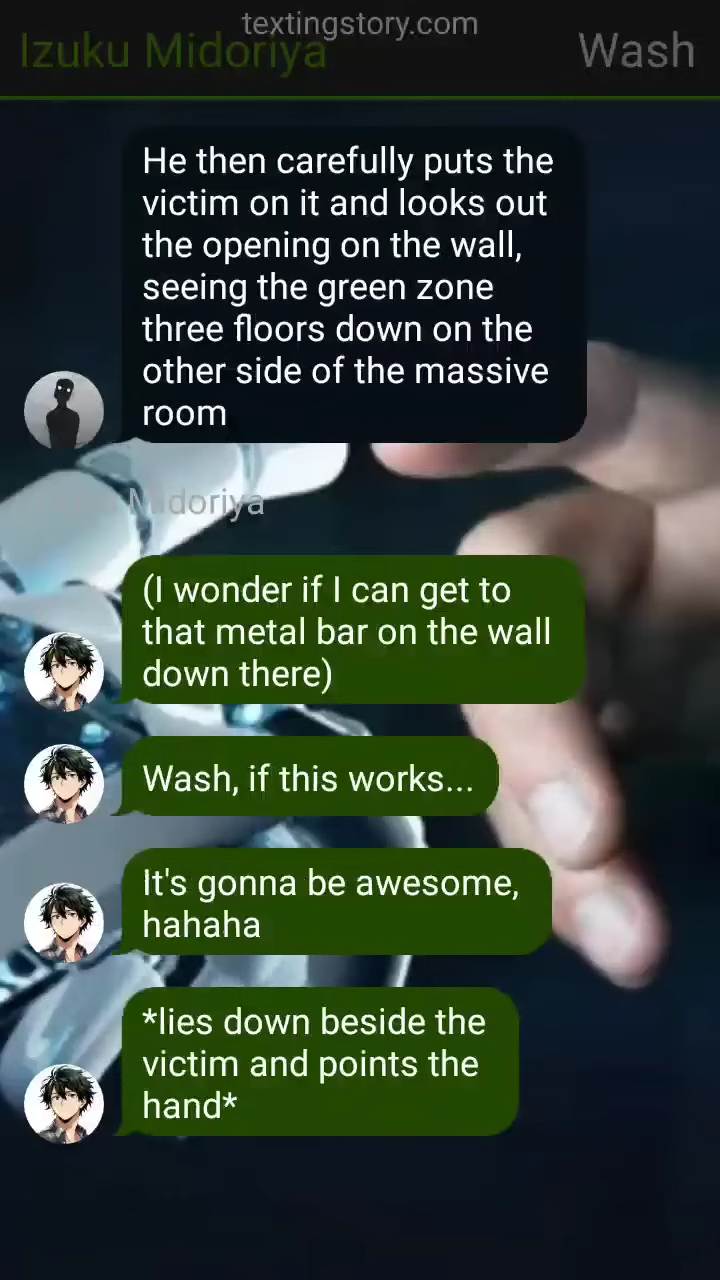 textingstory.com
Izuku Midoriya
Wash
He then carefully puts the
victim on it and looks out
the opening on the wall,
seeing the green zone
three floors down on the
other side of the massive
room
Midoriya
(I wonder if I can get to
that metal bar on the wall
down there)
Wash, if this works...
It's gonna be awesome,
hahaha
*lies down beside the
victim and points the
hand*